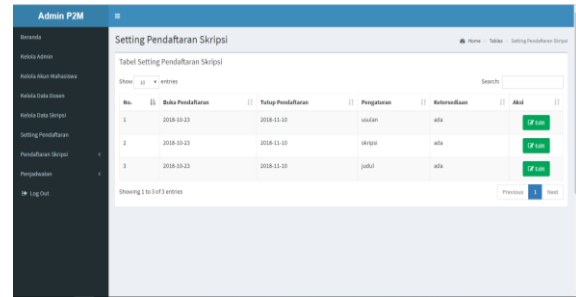 Admin P2M
Beranda
Kelola Admin
Kelola Akun Mahasiswa
Kelola Data Dosen
Kelola Data Skripsi
Setting Pendaftaran
Pendaftaran Skripsi
Penjadwalan
Log Out
Setting Pendaftaran Skripsi
Home > Tables > Setting Pendaftaran Skripsi
Tabel Setting Pendaftaran Skripsi
Show 10 entries
Search:
No. Buka Pendaftaran Tutup Pendaftaran Pengaturan Ketersediaan Aksi
1 2018-10-23 2018-11-10 usulan ada Edit
2 2018-10-23 2018-11-10 skripsi ada Edit
3 2018-10-23 2018-11-10 judul ada Edit
Showing 1 to 3 of 3 entries
Previous 1 Next